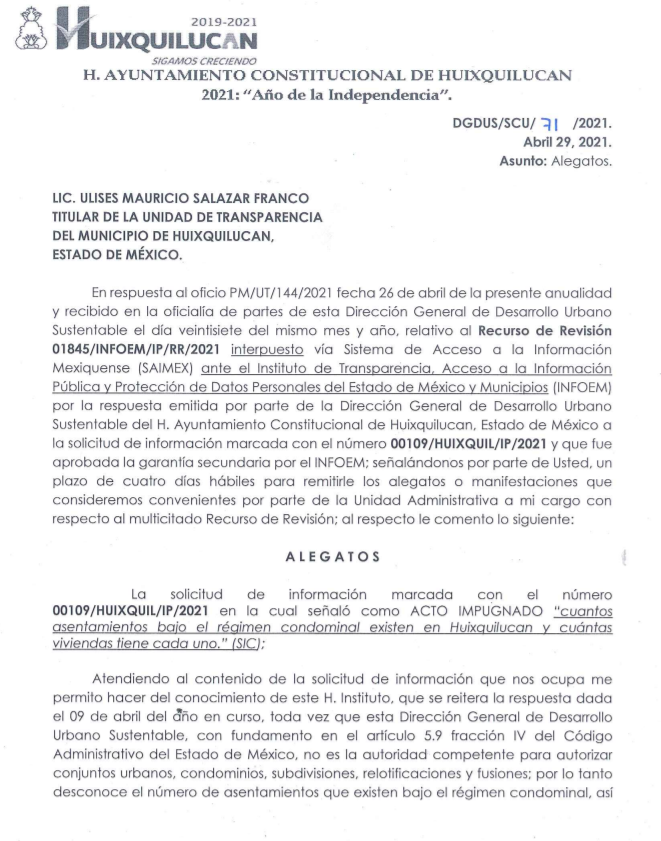 2019-2021
HUIXQUILUCAN
SIGAMOS CRECIENDO
H. AYUNTAMIENTO CONSTITUCIONAL DE HUIXQUILUCAN
2021: “Año de la Independencia”.
DGDUS/SCU/ 71 /2021.
Abril 29, 2021.
Asunto: Alegatos.
LIC. ULISES MAURICIO SALAZAR FRANCO
TITULAR DE LA UNIDAD DE TRANSPARENCIA
DEL MUNICIPIO DE HUIXQUILUCAN,
ESTADO DE MÉXICO.
En respuesta al oficio PM/UT/144/2021 fecha 26 de abril de la presente anualidad
y recibido en la oficialía de partes de esta Dirección General de Desarrollo Urbano
Sustentable el día veintisiete del mismo mes y año, relativo al Recurso de Revisión
01845/INFOEM/IP/RR/2021 interpuesto vía Sistema de Acceso a la Información
Mexiquense (SAIMEX) ante el Instituto de Transparencia, Acceso a la Información
Pública y Protección de Datos Personales del Estado de México y Municipios (INFOEM)
por la respuesta emitida por parte de la Dirección General de Desarrollo Urbano
Sustentable del H. Ayuntamiento Constitucional de Huixquilucan, Estado de México a
la solicitud de información marcada con el número 00109/HUIXQUIL/IP/2021 y que fue
aprobada la garantía secundaria por el INFOEM; señalándonos por parte de Usted, un
plazo de cuatro días hábiles para remitirle los alegatos o manifestaciones que
consideremos convenientes por parte de la Unidad Administrativa a mi cargo con
respecto al multicitado Recurso de Revisión; al respecto le comento lo siguiente:
A L E G A T O S
La solicitud de información marcada con el número
00109/HUIXQUIL/IP/2021 en la cual señaló como ACTO IMPUGNADO “cuantos
asentamientos bajo el régimen condominal existen en Huixquilucan y cuántas
viviendas tiene cada uno.” (SIC);
Atendiendo al contenido de la solicitud de información que nos ocupa me
permito hacer del conocimiento de este H. Instituto, que se reitera la respuesta dada
el 09 de abril del año en curso, toda vez que esta Dirección General de Desarrollo
Urbano Sustentable, con fundamento en el artículo 5.9 fracción IV del Código
Administrativo del Estado de México, no es la autoridad competente para autorizar
conjuntos urbanos, condominios, subdivisiones, relotificaciones y fusiones; por lo tanto
desconoce el número de asentamientos que existen bajo el régimen condominal, así